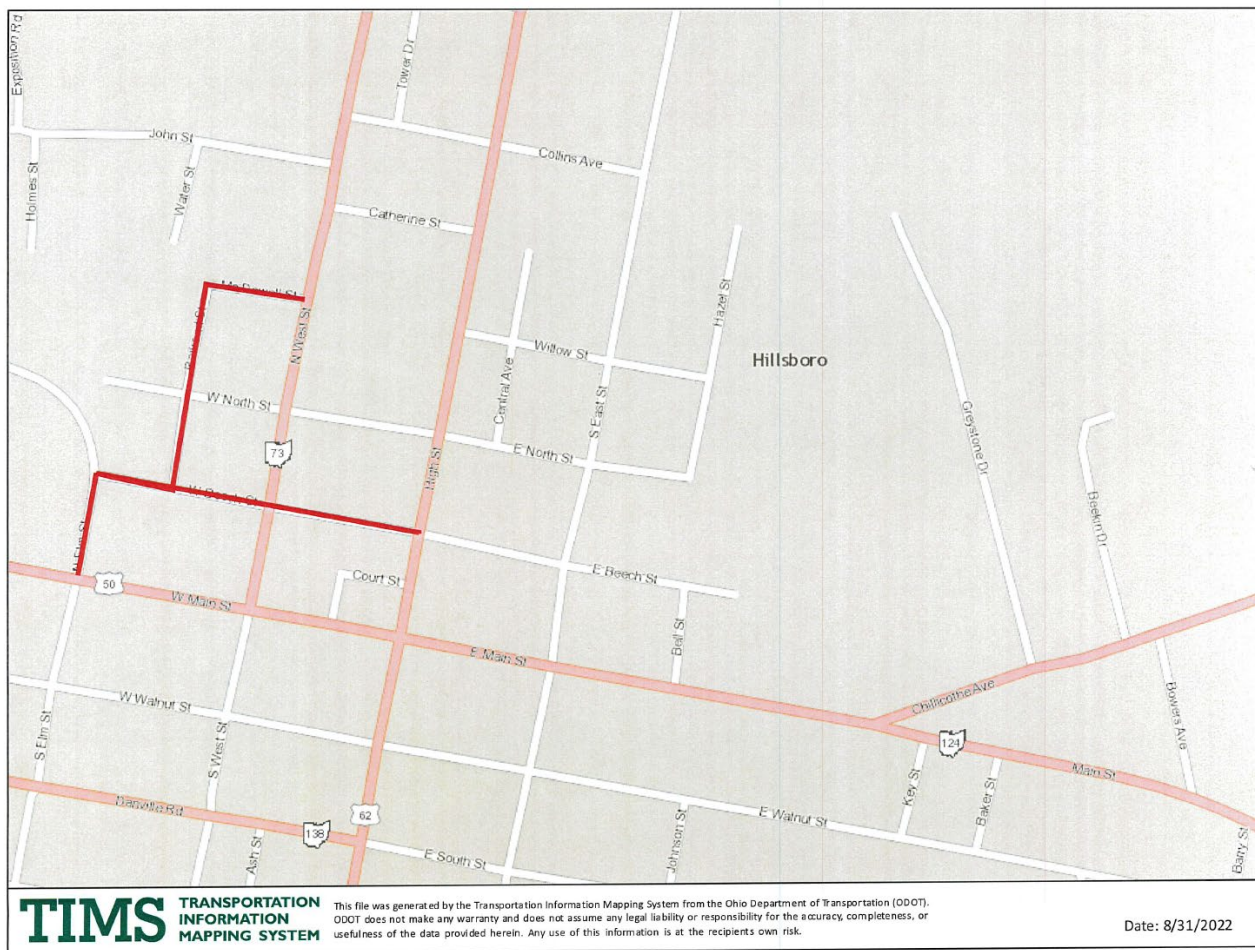 Exposition Rd
Tower Dr
John St
Collins Ave
Holmes St
Water St
Catherine St
Hazel St
N West St
Willow St
Hillsboro
Central Ave
S East St
W North St
Greystone Dr
E North St
73
High St
Beekin Dr
W Beech St
N Elm St
50
Court St
E Beech St
W Main St
Bell St
E Main St
W Walnut St
Chillicothe Ave
Bowers Ave
S Elm St
S West St
124
Main St
Key St
Baker St
Danville Rd
62
E Walnut St
138
Ash St
E South St
Johnson St
Barry St
TIMS
TRANSPORTATION
INFORMATION
MAPPING SYSTEM
This file was generated by the Transportation Information Mapping System from the Ohio Department of Transportation (ODOT).
ODOT does not make any warranty and does not assume any legal liability or responsibility for the accuracy, completeness, or
usefulness of the data provided herein. Any use of this information is at the recipients own risk.
Date: 8/31/2022